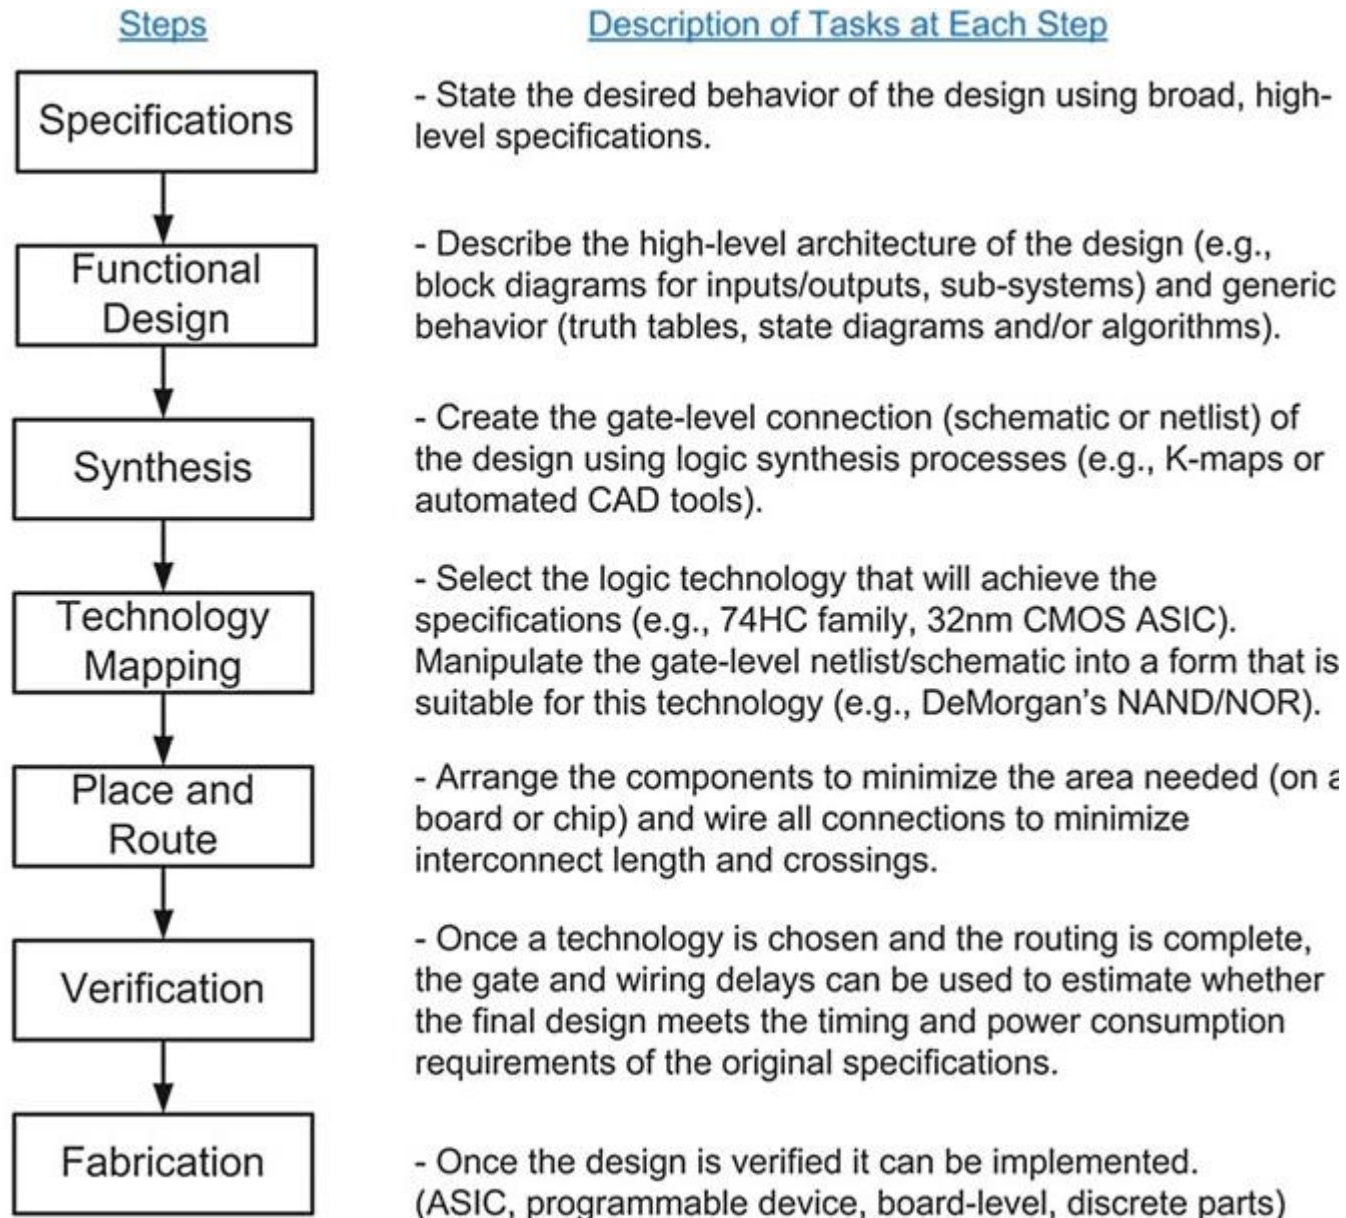 Steps
Description of Tasks at Each Step
Specifications
- State the desired behavior of the design using broad, high-
level specifications.
Functional
Design
- Describe the high-level architecture of the design (e.g.,
block diagrams for inputs/outputs, sub-systems) and generic
behavior (truth tables, state diagrams and/or algorithms).
Synthesis
- Create the gate-level connection (schematic or netlist) of
the design using logic synthesis processes (e.g., K-maps or
automated CAD tools).
Technology
Mapping
- Select the logic technology that will achieve the
specifications (e.g., 74HC family, 32nm CMOS ASIC).
Manipulate the gate-level netlist/schematic into a form that is
suitable for this technology (e.g., DeMorgan's NAND/NOR).
Place and
Route
- Arrange the components to minimize the area needed (on a
board or chip) and wire all connections to minimize
interconnect length and crossings.
Verification
- Once a technology is chosen and the routing is complete,
the gate and wiring delays can be used to estimate whether
the final design meets the timing and power consumption
requirements of the original specifications.
Fabrication
- Once the design is verified it can be implemented.
(ASIC, programmable device, board-level, discrete parts)